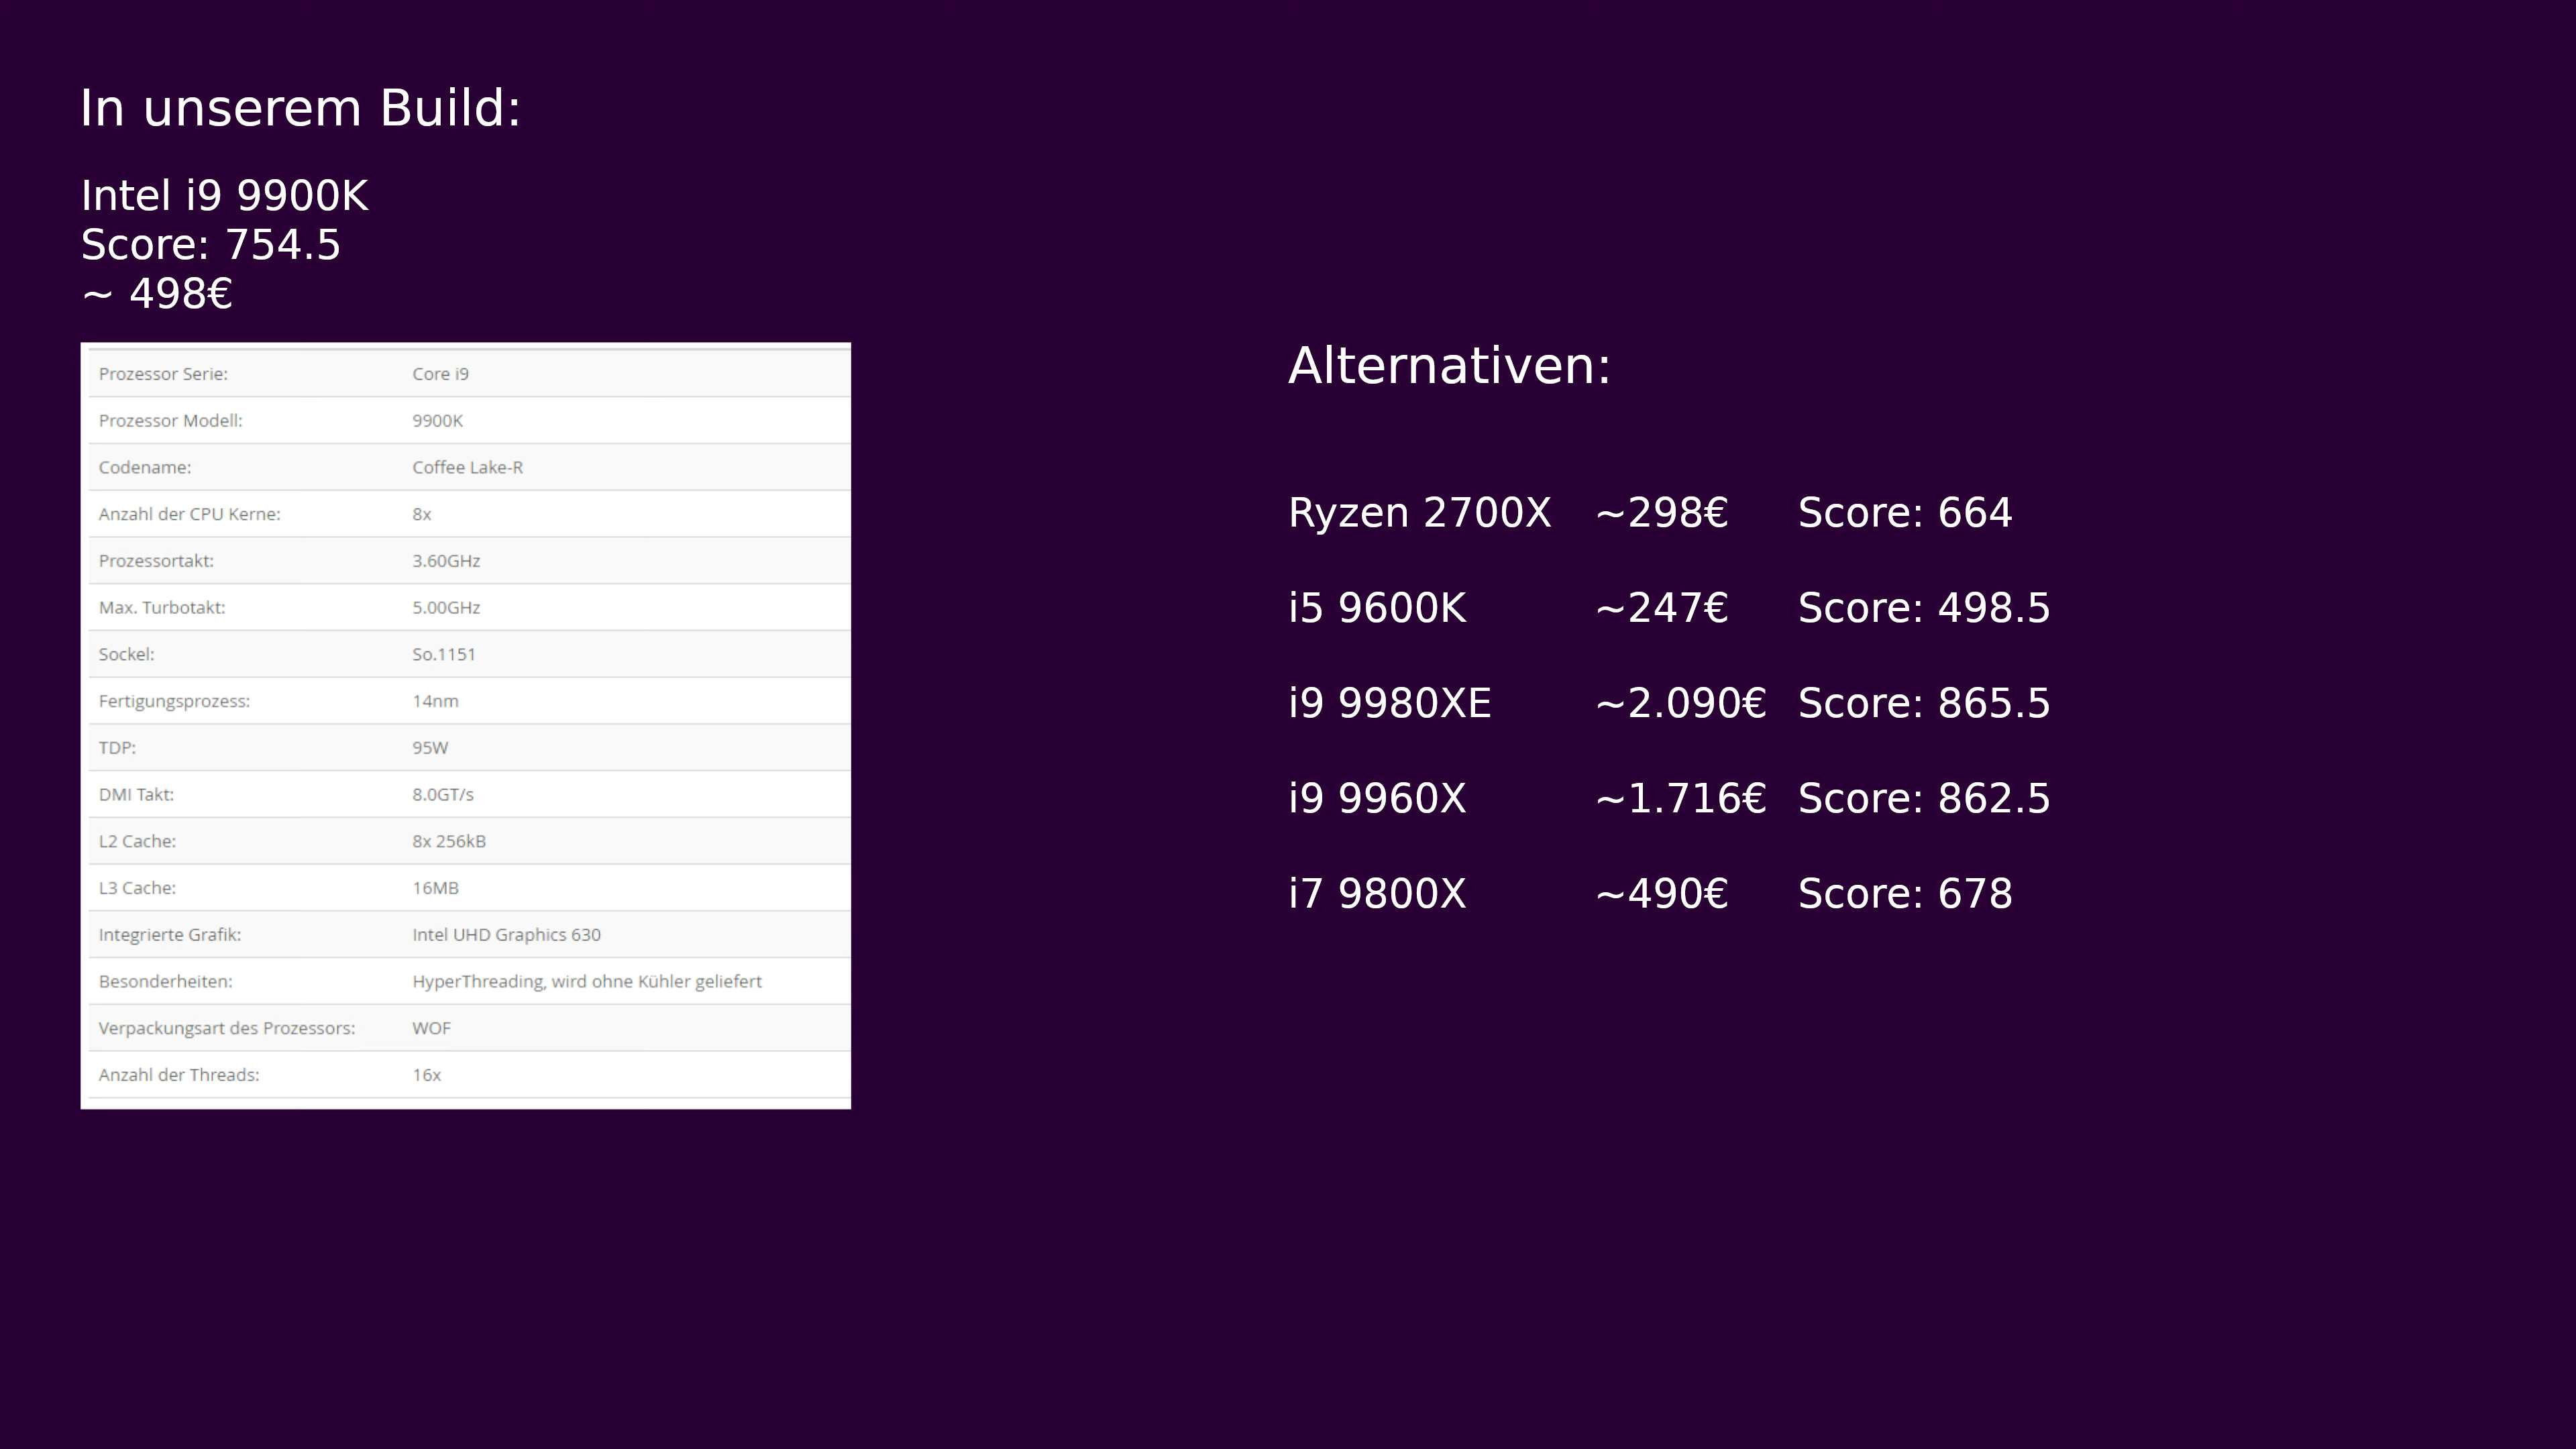 In unserem Build:
Intel i9 9900K
Score: 754.5
~ 498€
Prozessor Serie: Core i9
Prozessor Modell: 9900K
Codename: Coffee Lake-R
Anzahl der CPU Kerne: 8x
Prozessortakt: 3.60GHz
Max. Turbotakt: 5.00GHz
Sockel: So.1151
Fertigungsprozess: 14nm
TDP: 95W
DMI Takt: 8.0GT/s
L2 Cache: 8x 256kB
L3 Cache: 16MB
Integrierte Grafik: Intel UHD Graphics 630
Besonderheiten: HyperThreading, wird ohne Kühler geliefert
Verpackungsart des Prozessors: WOF
Anzahl der Threads: 16x
Alternativen:
Ryzen 2700X ~298€ Score: 664
i5 9600K ~247€ Score: 498.5
i9 9980XE ~2.090€ Score: 865.5
i9 9960X ~1.716€ Score: 862.5
i7 9800X ~490€ Score: 678